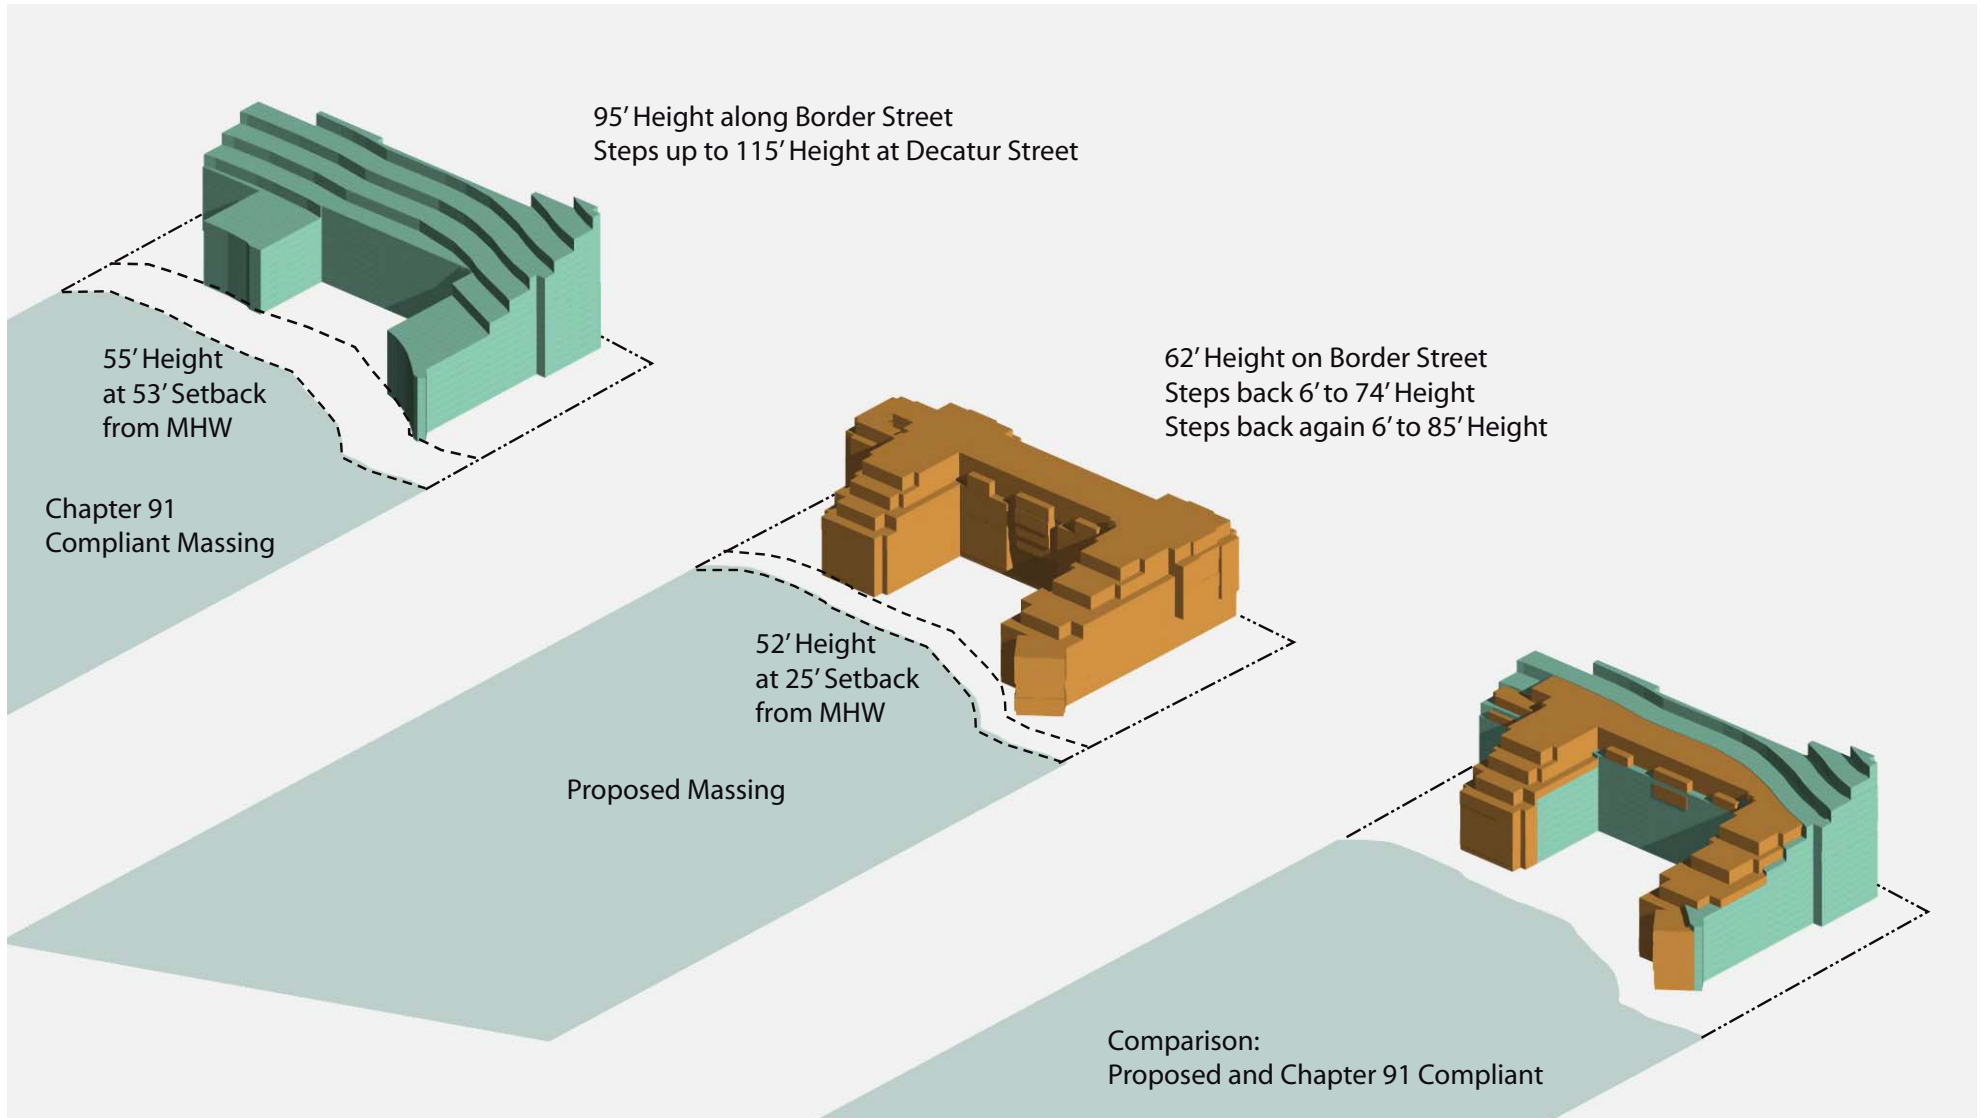 95’ Height along Border Street
Steps up to 115’ Height at Decatur Street
55’ Height
at 53’ Setback
from MHW
Chapter 91
Compliant Massing
62’ Height on Border Street
Steps back 6’ to 74’ Height
Steps back again 6’ to 85’ Height
52’ Height
at 25’ Setback
from MHW
Proposed Massing
Comparison:
Proposed and Chapter 91 Compliant